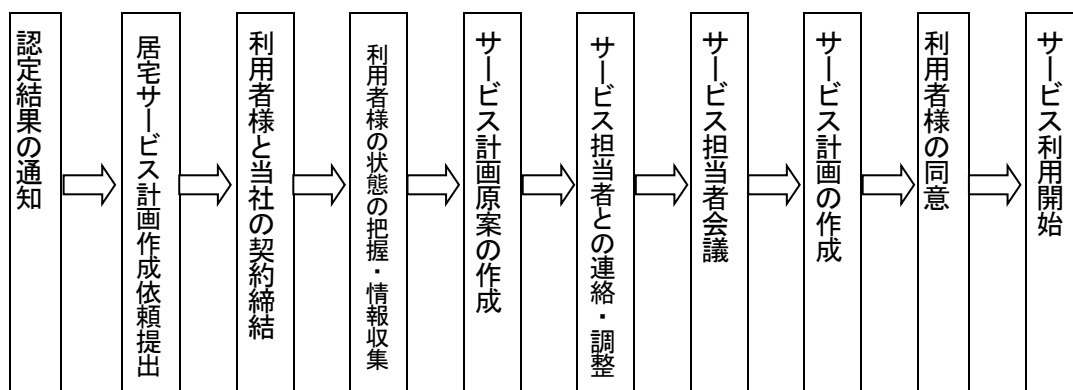 認定結果の通知
居宅サービス計画作成依頼提出
利用者様と当社の契約締結
利用者様の状態の把握・情報収集
サービス計画原案の作成
サービス担当者との連絡・調整
サービス担当者会議
サービス計画の作成
利用者様の同意
サービス利用開始